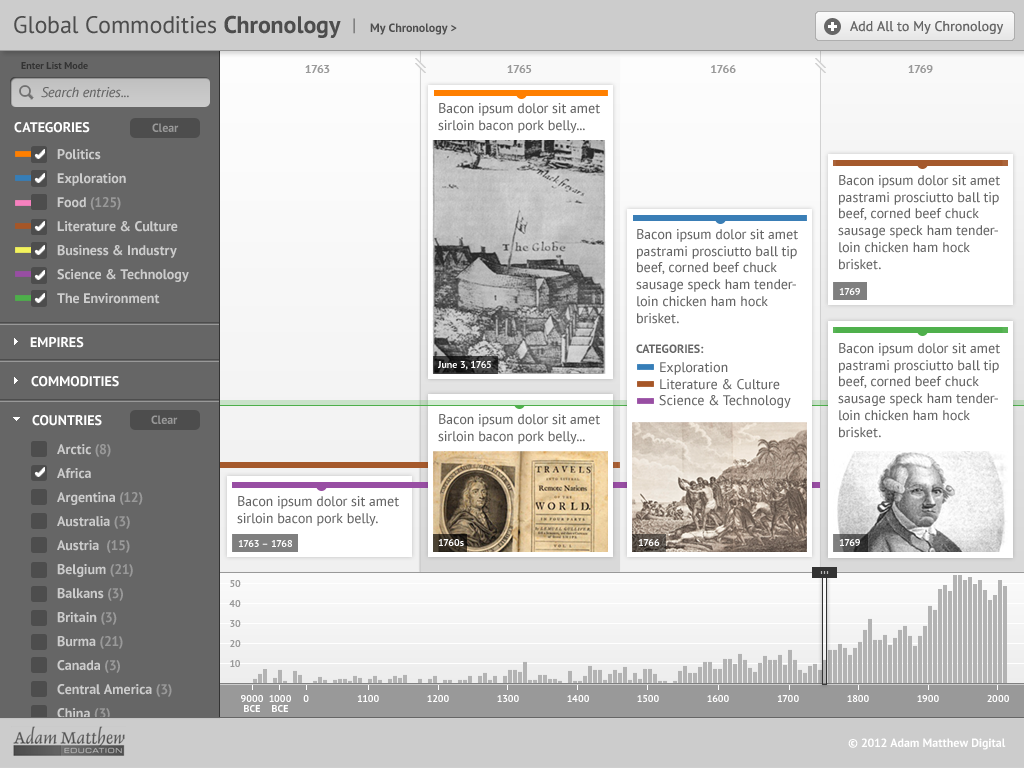 Global Commodities Chronology
My Chronology >
Add All to My Chronology
Enter List Mode
Search entries...
CATEGORIES
Clear
Politics
Exploration
Food (125)
Literature & Culture
Business & Industry
Science & Technology
The Environment
EMPIRES
COMMODITIES
COUNTRIES
Clear
Arctic (8)
Africa
Argentina (12)
Australia (3)
Austria (15)
Belgium (21)
Balkans (3)
Britain (3)
Burma (21)
Canada (3)
Central America (3)
China (3)
1763
1765
1766
1769
Bacon ipsum dolor sit amet
sirloin bacon pork belly.
1763 – 1768
Bacon ipsum dolor sit amet
sirloin bacon pork belly...
Blackfryers
The Globe
June 3, 1765
Bacon ipsum dolor sit amet
sirloin bacon pork belly...
TRAVELS
INTO SEVERAL
Remote Nations
OF THE
WORLD.
IN FOUR PARTS.
VOL. I.
1760s
Bacon ipsum dolor sit amet
pastrami prosciutto ball tip
beef, corned beef chuck
sausage speck ham tender-
loin chicken ham hock
brisket.
CATEGORIES:
Exploration
Literature & Culture
Science & Technology
1766
Bacon ipsum dolor sit amet
pastrami prosciutto ball tip
beef, corned beef chuck
sausage speck ham tender-
loin chicken ham hock
brisket.
1769
Bacon ipsum dolor sit amet
pastrami prosciutto ball tip
beef, corned beef chuck
sausage speck ham tender-
loin chicken ham hock
brisket.
1769
50
40
30
20
10
9000 BCE
1000 BCE
0
1100
1200
1300
1400
1500
1600
1700
1800
1900
2000
Adam Matthew
EDUCATION
© 2012 Adam Matthew Digital